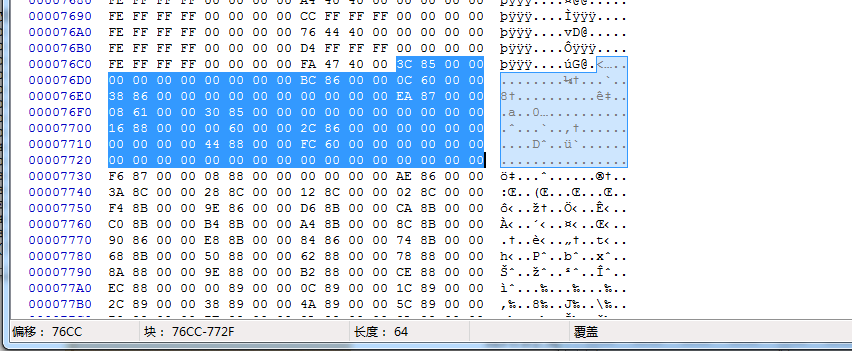 00007690 FE FF FF FF 00 00 00 00 CC FF FF FF 00 00 00 00 þÿÿÿ....Ìÿÿÿ....
000076A0 FE FF FF FF 00 00 00 00 76 44 40 00 00 00 00 00 þÿÿÿ....vD@.....
000076B0 FE FF FF FF 00 00 00 00 D4 FF FF FF 00 00 00 00 þÿÿÿ....Ôÿÿÿ....
000076C0 FE FF FF FF 00 00 00 00 FA 47 40 00 3C 85 00 00 þÿÿÿ....úG@.<…..
000076D0 00 00 00 00 00 00 00 00 BC 86 00 00 0C 60 00 00 ........¼†...`..
000076E0 38 86 00 00 00 00 00 00 00 00 00 00 EA 87 00 00 8†..........ê‡..
000076F0 08 61 00 00 30 85 00 00 00 00 00 00 00 00 00 00 .a..0…..........
00007700 16 88 00 00 00 60 00 00 2C 86 00 00 00 00 00 00 .ˆ...`..,†......
00007710 00 00 00 00 44 88 00 00 FC 60 00 00 00 00 00 00 ....Dˆ..ü`......
00007720 00 00 00 00 00 00 00 00 00 00 00 00 00 00 00 00 ................
00007730 F6 87 00 00 08 88 00 00 00 00 00 00 AE 86 00 00 ö‡...ˆ......®†..
00007740 3A 8C 00 00 28 8C 00 00 12 8C 00 00 02 8C 00 00 :Œ..(Œ...Œ...Œ..
00007750 F4 8B 00 00 9E 86 00 00 D6 8B 00 00 CA 8B 00 00 ô‹..ž†..Ö‹..Ê‹..
00007760 C0 8B 00 00 B4 8B 00 00 A4 8B 00 00 8C 8B 00 00 À‹..´‹..¤‹..Œ‹..
00007770 90 86 00 00 E8 8B 00 00 84 86 00 00 74 8B 00 00 .†..è‹..„†..t‹..
00007780 68 8B 00 00 50 88 00 00 62 88 00 00 78 88 00 00 h‹..Pˆ..bˆ..xˆ..
00007790 8A 88 00 00 9E 88 00 00 B2 88 00 00 CE 88 00 00 Šˆ..žˆ..²ˆ..Έ..
000077A0 EC 88 00 00 00 89 00 00 0C 89 00 00 1C 89 00 00 ìˆ...‰...‰...‰..
000077B0 2C 89 00 00 38 89 00 00 4A 89 00 00 5C 89 00 00 ,‰..8‰..J‰..\‰..
偏移： 76CC 块： 76CC-772F 长度： 64 覆盖